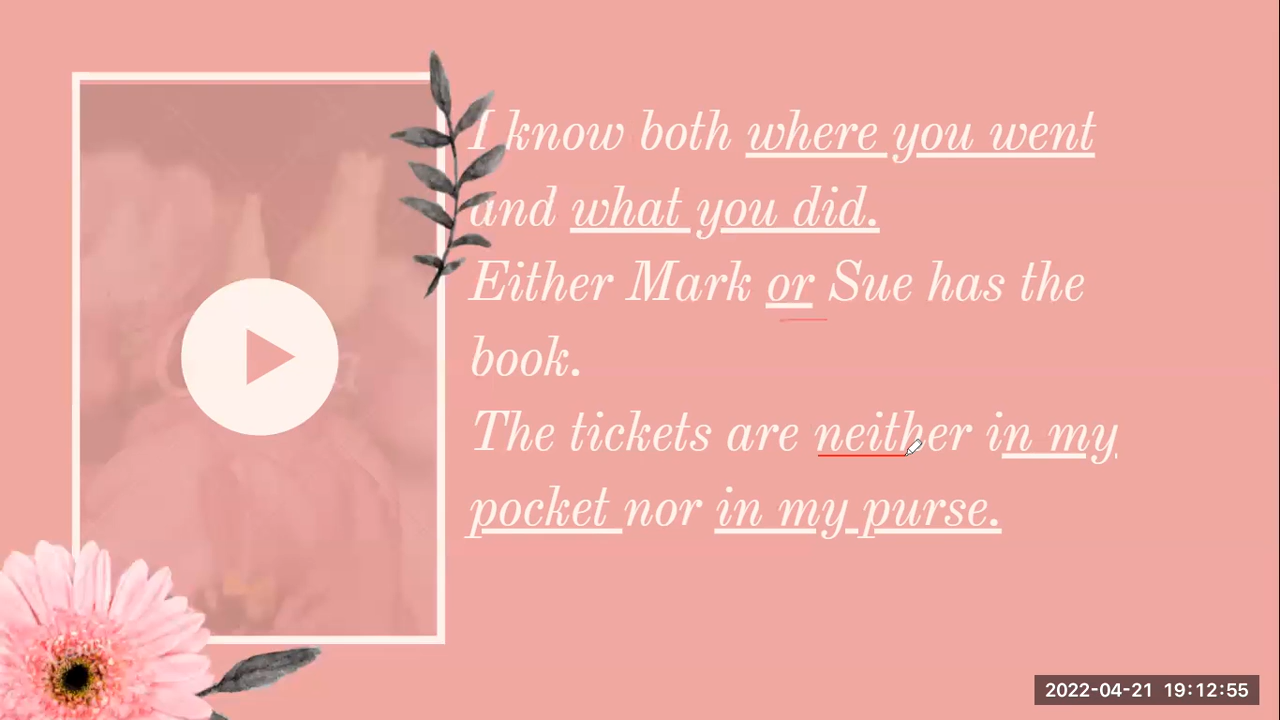 I know both where you went
and what you did.
Either Mark or Sue has the
book.
The tickets are neither in my
pocket nor in my purse.
2022-04-21 19:12:55